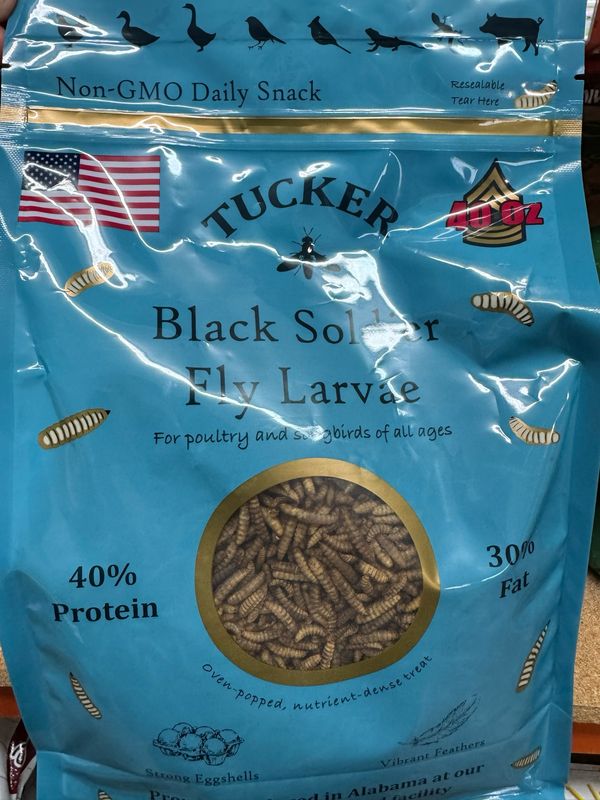 Non-GMO Daily Snack
Resealable
Tear Here
TUCKER
40 Oz
Black Soldier
Fly Larvae
For poultry and songbirds of all ages
40%
Protein
30%
Fat
Oven-popped, nutrient-dense treat
Strong Eggshells
Vibrant Feathers
in Alabama at our
facility